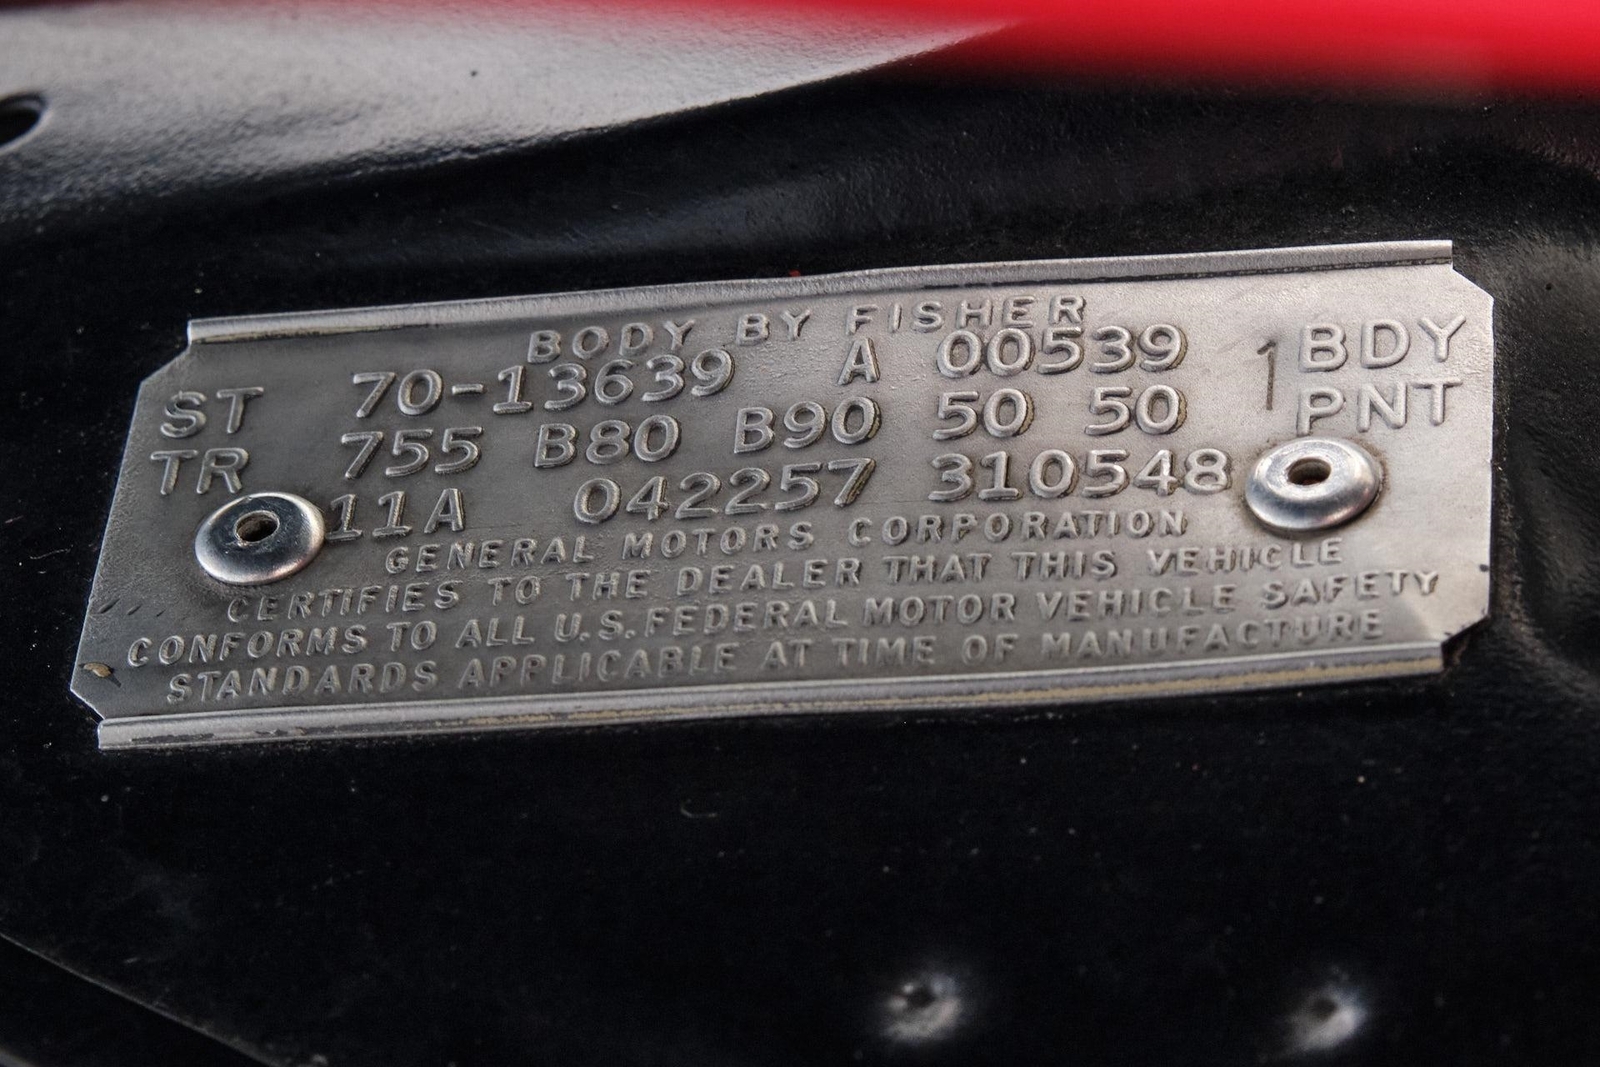 BODY BY FISHER
ST 70-13639 A 00539 1 BDY
TR 755 B80 B90 50 50 PNT
11A 042257 310548
GENERAL MOTORS CORPORATION
CERTIFIES TO THE DEALER THAT THIS VEHICLE
CONFORMS TO ALL U.S. FEDERAL MOTOR VEHICLE SAFETY
STANDARDS APPLICABLE AT TIME OF MANUFACTURE